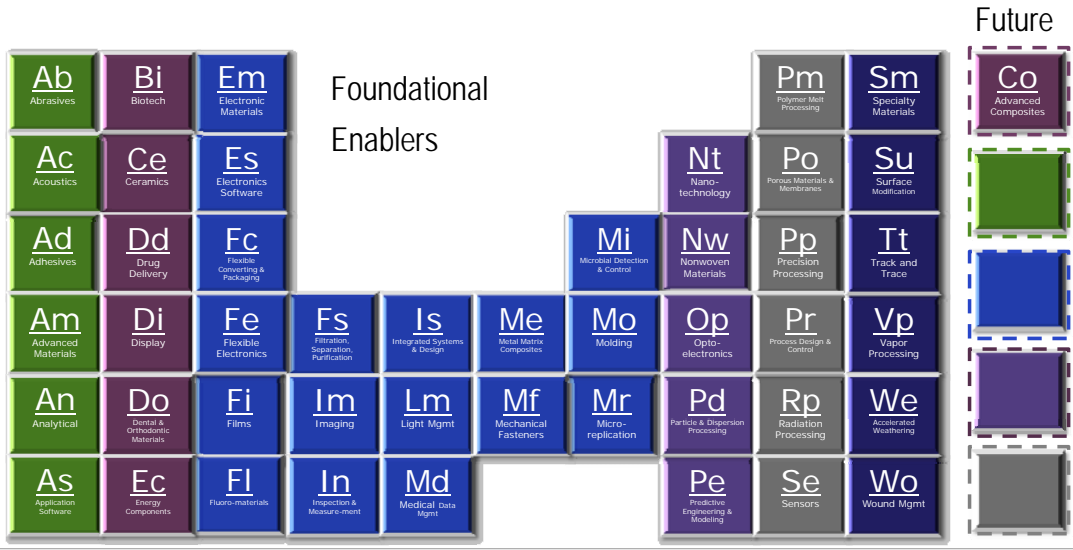 Future
Foundational
Enablers
Ab
Abrasives
Bi
Biotech
Em
Electronic
Materials
Pm
Polymer Melt
Processing
Sm
Specialty
Materials
Co
Advanced
Composites
Ac
Acoustics
Ce
Ceramics
Es
Electronics
Software
Nt
Nano-
technology
Po
Porous Materials &
Membranes
Su
Surface
Modification
Ad
Adhesives
Dd
Drug
Delivery
Fc
Flexible
Converting &
Packaging
Mi
Microbial Detection
& Control
Nw
Nonwoven
Materials
Pp
Precision
Processing
Tt
Track and
Trace
Am
Advanced
Materials
Di
Display
Fe
Flexible
Electronics
Fs
Filtration,
Separation,
Purification
Is
Integrated Systems
& Design
Me
Metal Matrix
Composites
Mo
Molding
Op
Opto-
electronics
Pr
Process Design &
Control
Vp
Vapor
Processing
An
Analytical
Do
Dental &
Orthodontic
Materials
Fi
Films
Im
Imaging
Lm
Light Mgmt
Mf
Mechanical
Fasteners
Mr
Micro-
replication
Pd
Particle & Dispersion
Processing
Rp
Radiation
Processing
We
Accelerated
Weathering
As
Application
Software
Ec
Energy
Components
Fl
Fluoro-materials
In
Inspection &
Measure-ment
Md
Medical Data
Mgmt
Pe
Predictive
Engineering &
Modeling
Se
Sensors
Wo
Wound Mgmt